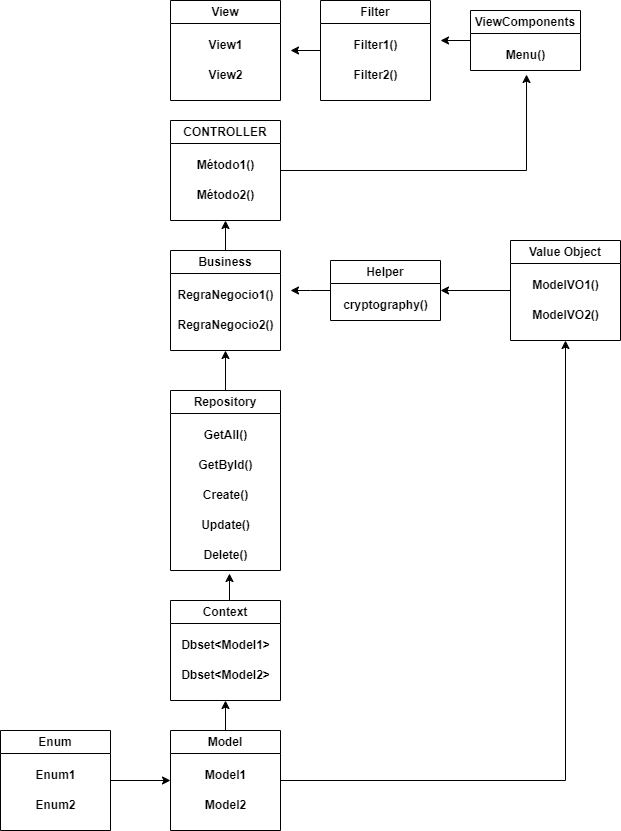 View
View1
View2
Filter
Filter1()
Filter2()
ViewComponents
Menu()
CONTROLLER
Método1()
Método2()
Business
RegraNegocio1()
RegraNegocio2()
Helper
cryptography()
Value Object
ModelVO1()
ModelVO2()
Repository
GetAll()
GetById()
Create()
Update()
Delete()
Context
Dbset<Model1>
Dbset<Model2>
Enum
Enum1
Enum2
Model
Model1
Model2